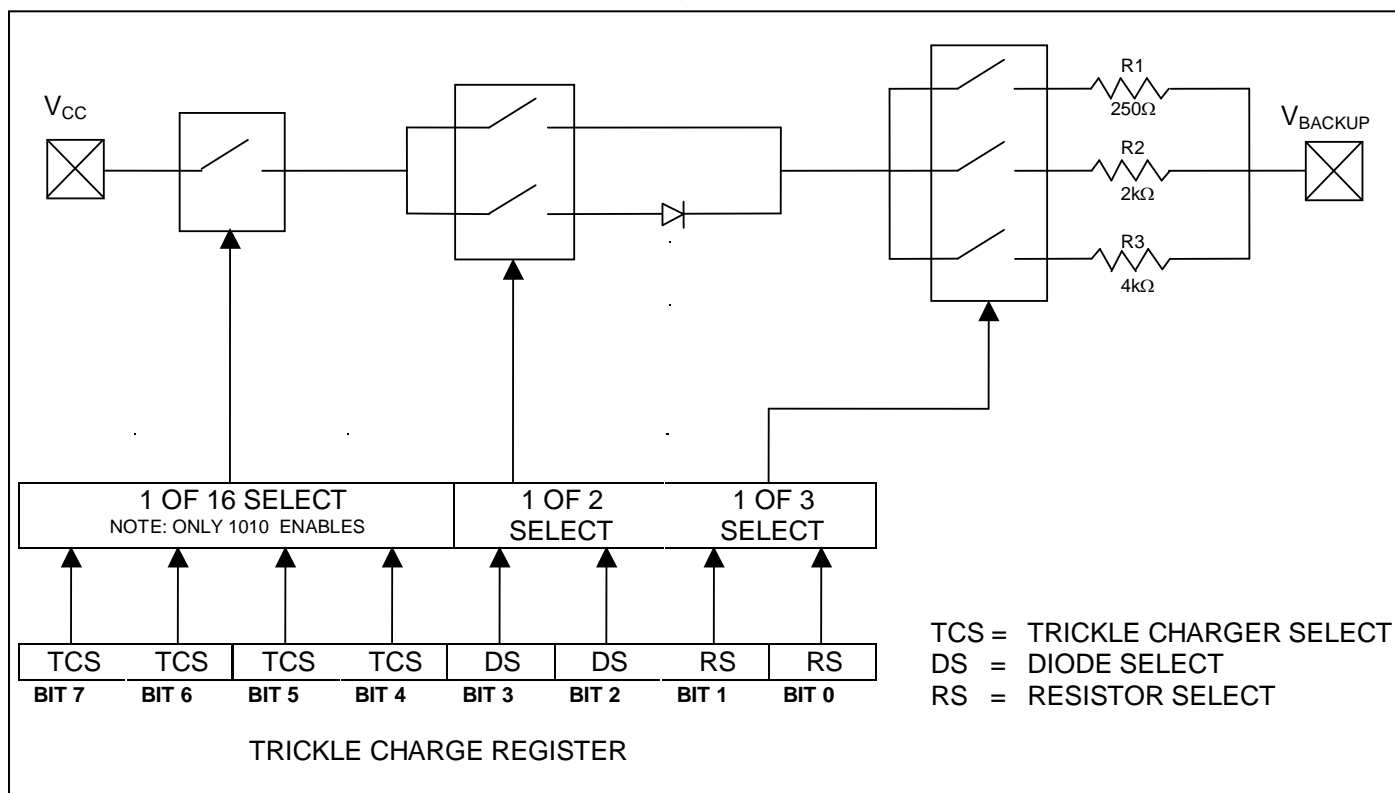 V_CC
R1
250Ω
V_BACKUP
R2
2kΩ
R3
4kΩ
1 OF 16 SELECT
NOTE: ONLY 1010 ENABLES
1 OF 2
SELECT
1 OF 3
SELECT
TCS TCS TCS TCS DS DS RS RS
BIT 7 BIT 6 BIT 5 BIT 4 BIT 3 BIT 2 BIT 1 BIT 0
TCS = TRICKLE CHARGER SELECT
DS = DIODE SELECT
RS = RESISTOR SELECT
TRICKLE CHARGE REGISTER